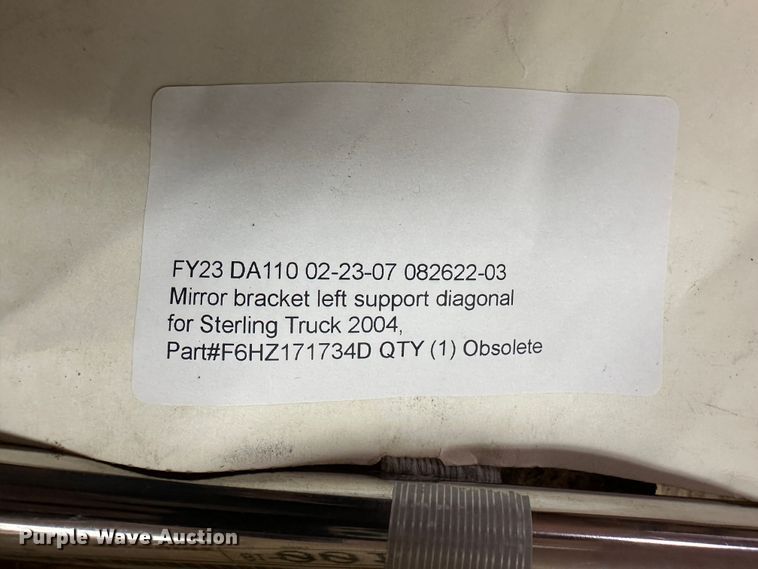 FY23 DA110 02-23-07 082622-03
Mirror bracket left support diagonal
for Sterling Truck 2004,
Part#F6HZ171734D QTY (1) Obsolete
Purple Wave Auction